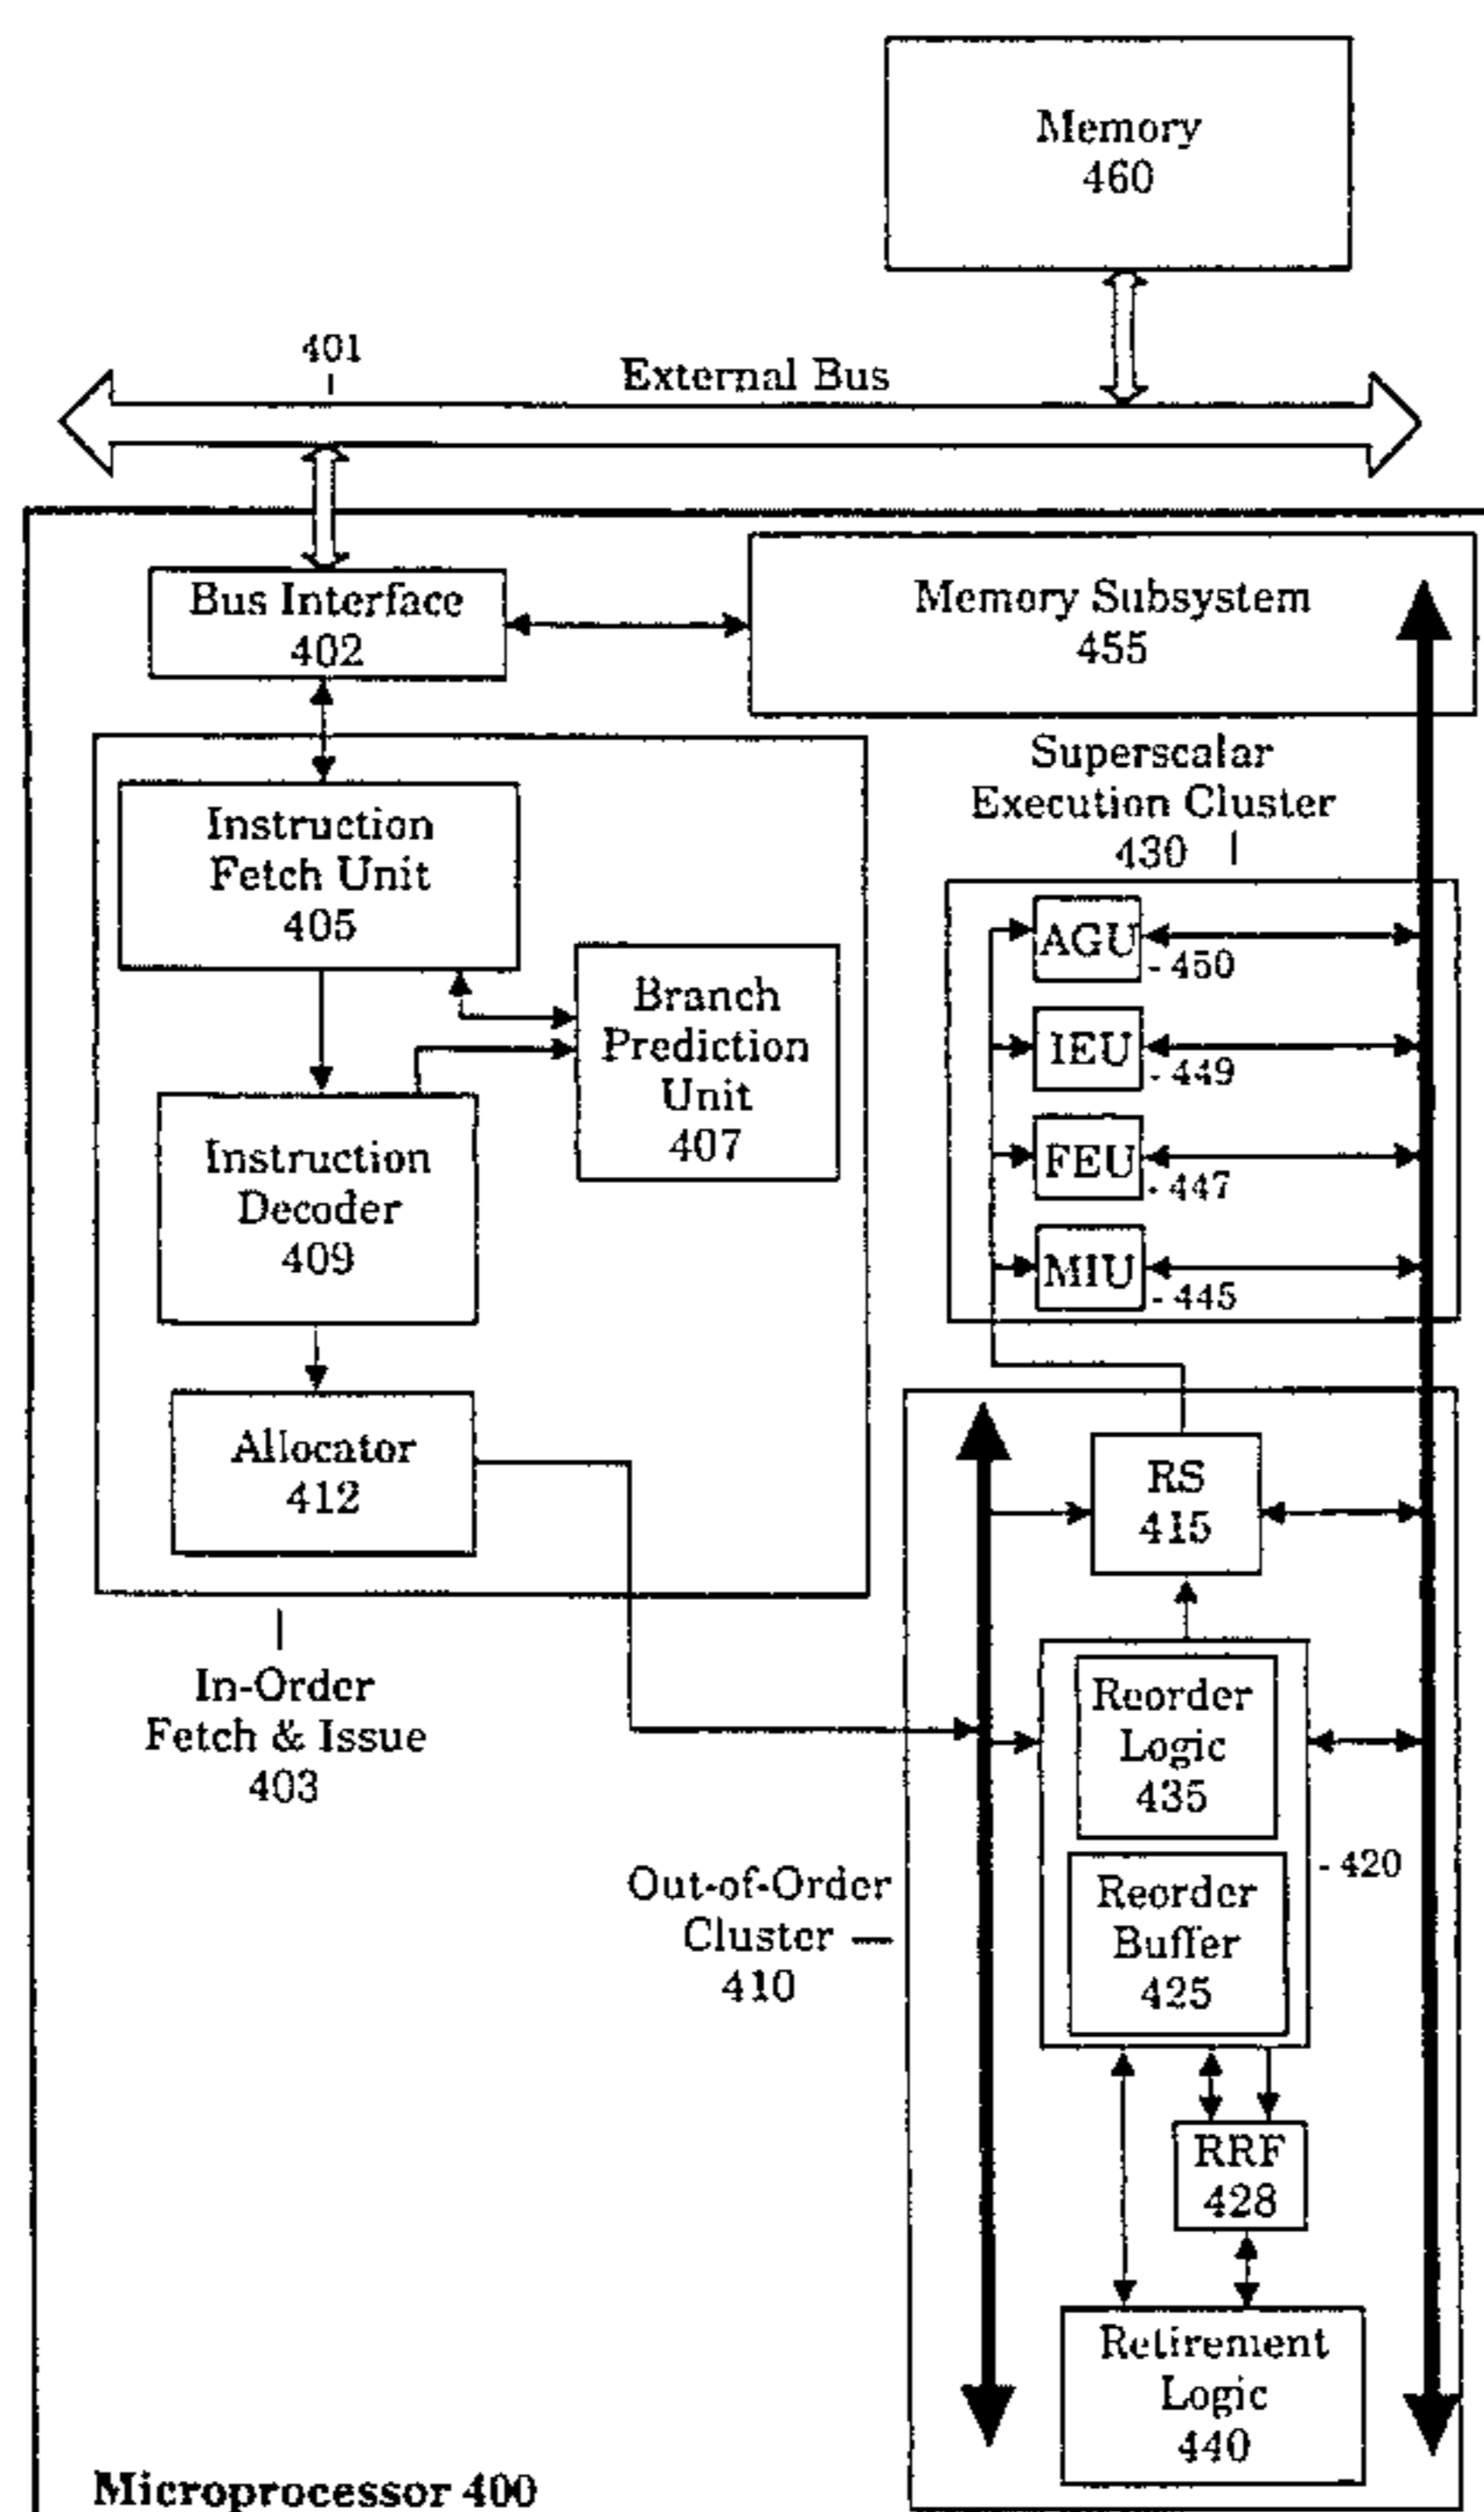 Memory
460
401
External Bus
Bus Interface
402
Memory Subsystem
455
Superscalar
Execution Cluster
430
Instruction
Fetch Unit
405
Branch
Prediction
Unit
407
Instruction
Decoder
409
Allocator
412
In-Order
Fetch & Issue
403
AGU
- 450
IEU
- 449
FEU
- 447
MIU
- 445
RS
415
Reorder
Logic
435
- 420
Reorder
Buffer
425
Out-of-Order
Cluster
410
RRF
428
Retirement
Logic
440
Microprocessor 400